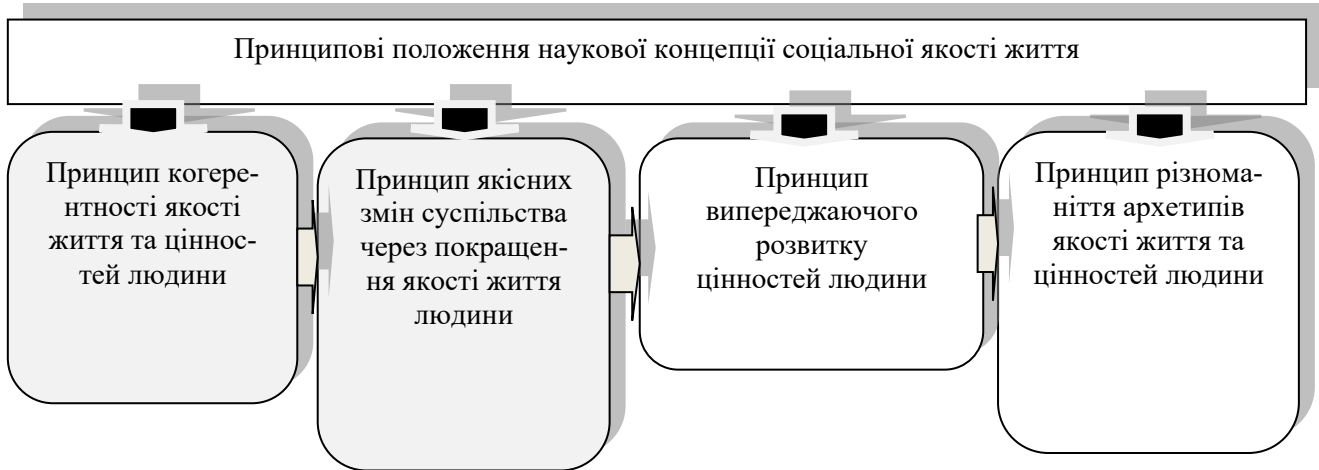 Принципові положення наукової концепції соціальної якості життя
Принцип когере-
нтності якості
життя та ціннос-
тей людини
Принцип якісних
змін суспільства
через покращен-
ня якості життя
людини
Принцип
випереджаючого
розвитку
цінностей людини
Принцип різнома-
ніття архетипів
якості життя та
цінностей людини